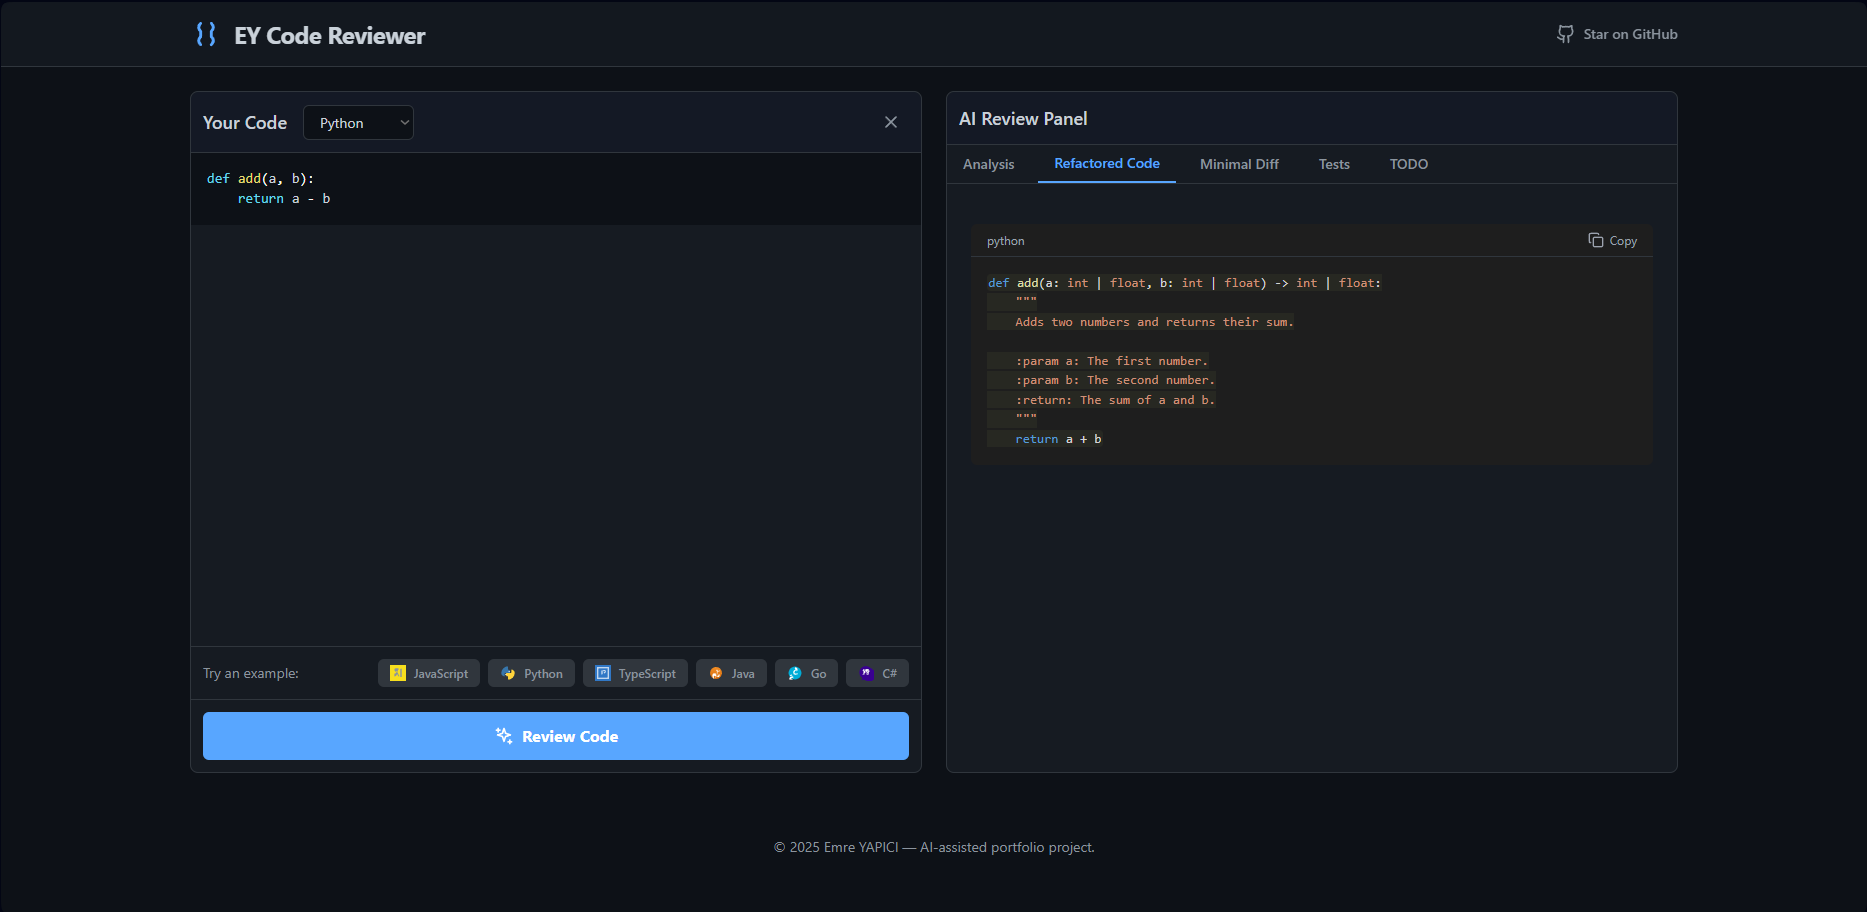 EY Code Reviewer
Star on GitHub
Your Code
Python
def add(a, b):
    return a - b
Try an example:
JavaScript
Python
TypeScript
Java
Go
C#
Review Code
AI Review Panel
Analysis
Refactored Code
Minimal Diff
Tests
TODO
python
Copy
def add(a: int | float, b: int | float) -> int | float:
    """
    Adds two numbers and returns their sum.

    :param a: The first number.
    :param b: The second number.
    :return: The sum of a and b.
    """
    return a + b
© 2025 Emre YAPICI — AI-assisted portfolio project.